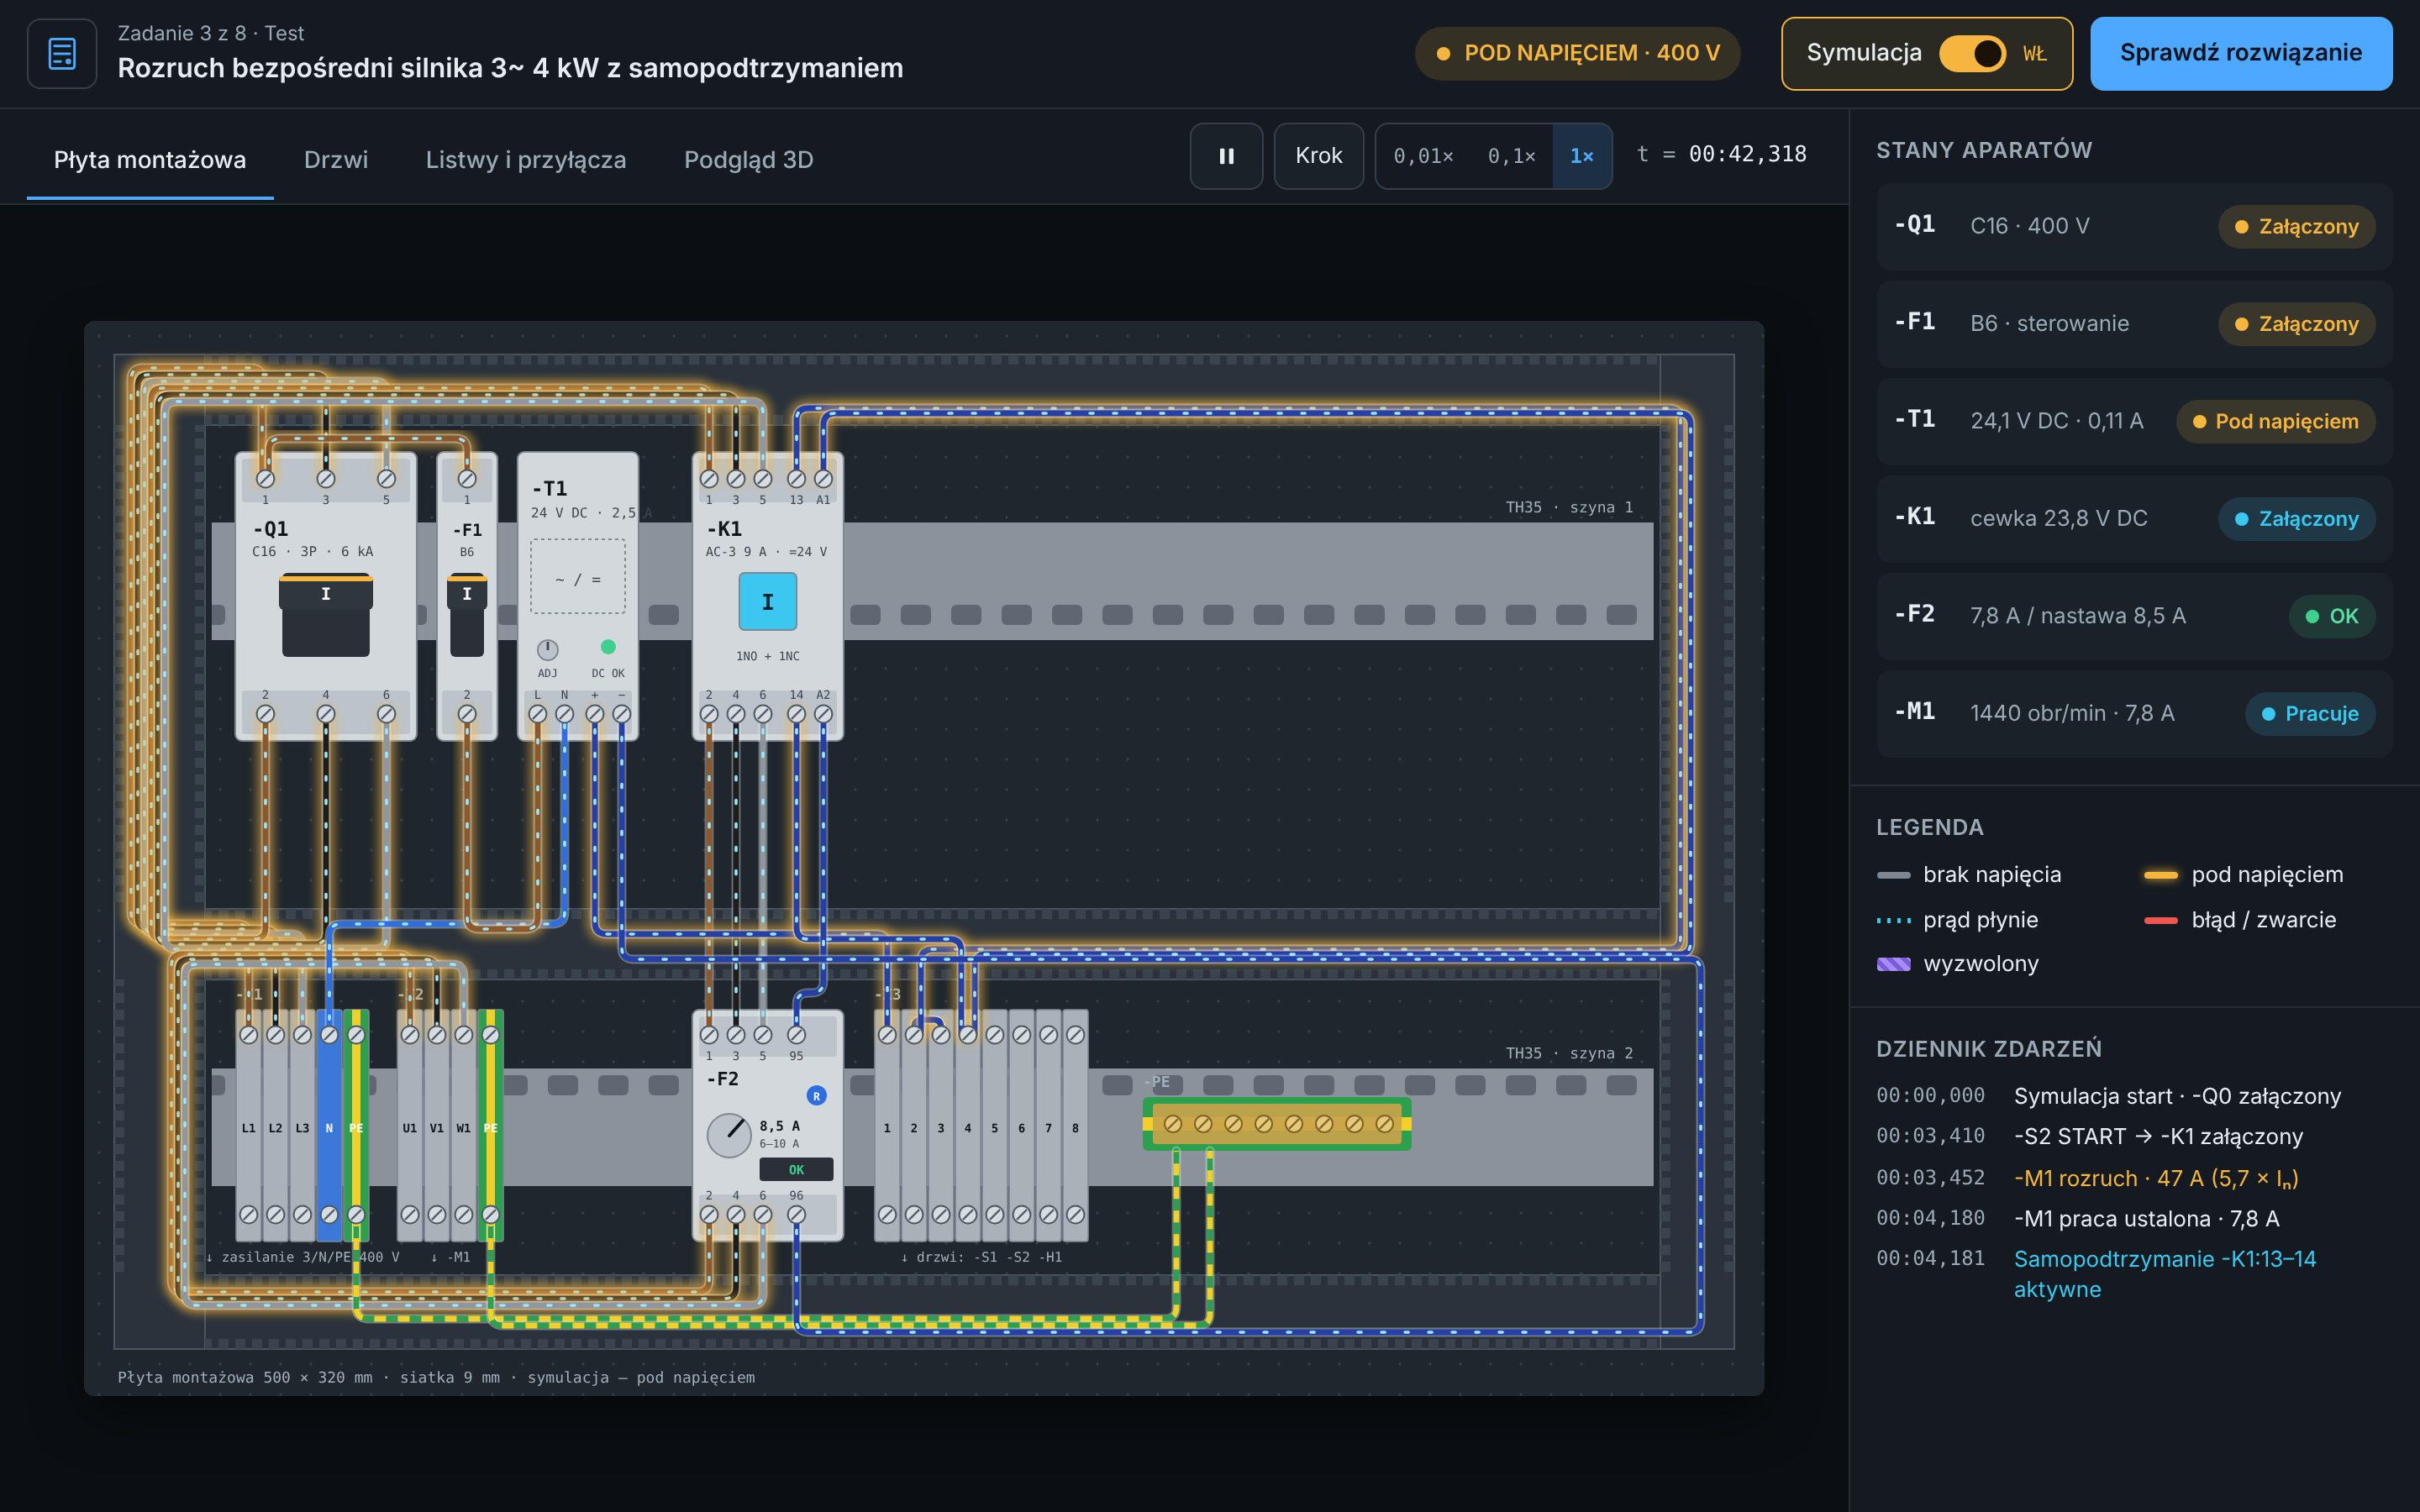 Zadanie 3 z 8 · Test
Rozruch bezpośredni silnika 3~ 4 kW z samopodtrzymaniem
POD NAPIĘCIEM · 400 V
Symulacja
WŁ
Sprawdź rozwiązanie
Płyta montażowa
Drzwi
Listwy i przyłącza
Podgląd 3D
Krok
0,01×
0,1×
1×
t = 00:42,318
1 3 5
-Q1
C16 · 3P · 6 kA
I
2 4 6
1
-F1
B6
I
2
-T1
24 V DC · 2,5 A
~ / =
ADJ
DC OK
L N + −
1 3 5 13 A1
-K1
AC-3 9 A · =24 V
I
1NO + 1NC
2 4 6 14 A2
TH35 · szyna 1
L1 L2 L3 N PE
↓ zasilanie 3/N/PE 400 V
U1 V1 W1 PE
↓ -M1
1 3 5 95
-F2
R
8,5 A
6–10 A
OK
2 4 6 96
1 2 3 4 5 6 7 8
↓ drzwi: -S1 -S2 -H1
TH35 · szyna 2
-PE
Płyta montażowa 500 × 320 mm · siatka 9 mm · symulacja — pod napięciem
STANY APARATÓW
-Q1 C16 · 400 V Załączony
-F1 B6 · sterowanie Załączony
-T1 24,1 V DC · 0,11 A Pod napięciem
-K1 cewka 23,8 V DC Załączony
-F2 7,8 A / nastawa 8,5 A OK
-M1 1440 obr/min · 7,8 A Pracuje
LEGENDA
brak napięcia
pod napięciem
prąd płynie
błąd / zwarcie
wyzwolony
DZIENNIK ZDARZEŃ
00:00,000 Symulacja start · -Q0 załączony
00:03,410 -S2 START → -K1 załączony
00:03,452 -M1 rozruch · 47 A (5,7 × Iₙ)
00:04,180 -M1 praca ustalona · 7,8 A
00:04,181 Samopodtrzymanie -K1:13–14
aktywne